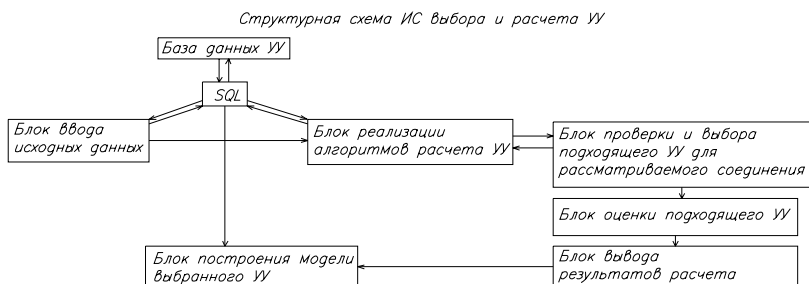 Структурная схема ИС выбора и расчета УУ
База данных УУ
SQL
Блок ввода
исходных данных
Блок реализации
алгоритмов расчета УУ
Блок проверки и выбора
подходящего УУ для
рассматриваемого соединения
Блок оценки подходящего УУ
Блок построения модели
выбранного УУ
Блок вывода
результатов расчета